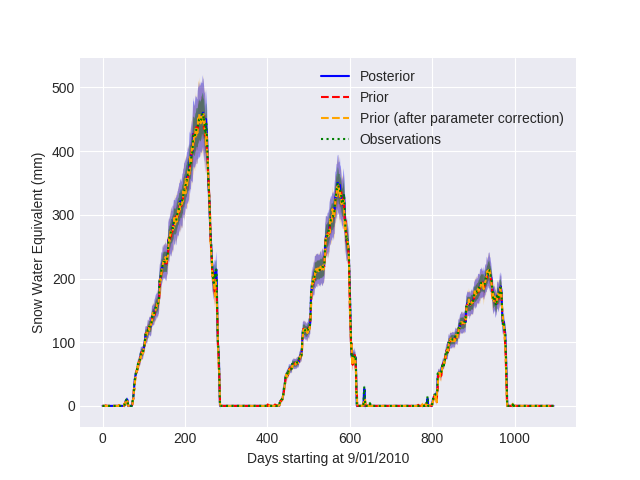 Posterior
Prior
Prior (after parameter correction)
Observations
Snow Water Equivalent (mm)
500
400
300
200
100
0
0 200 400 600 800 1000
Days starting at 9/01/2010